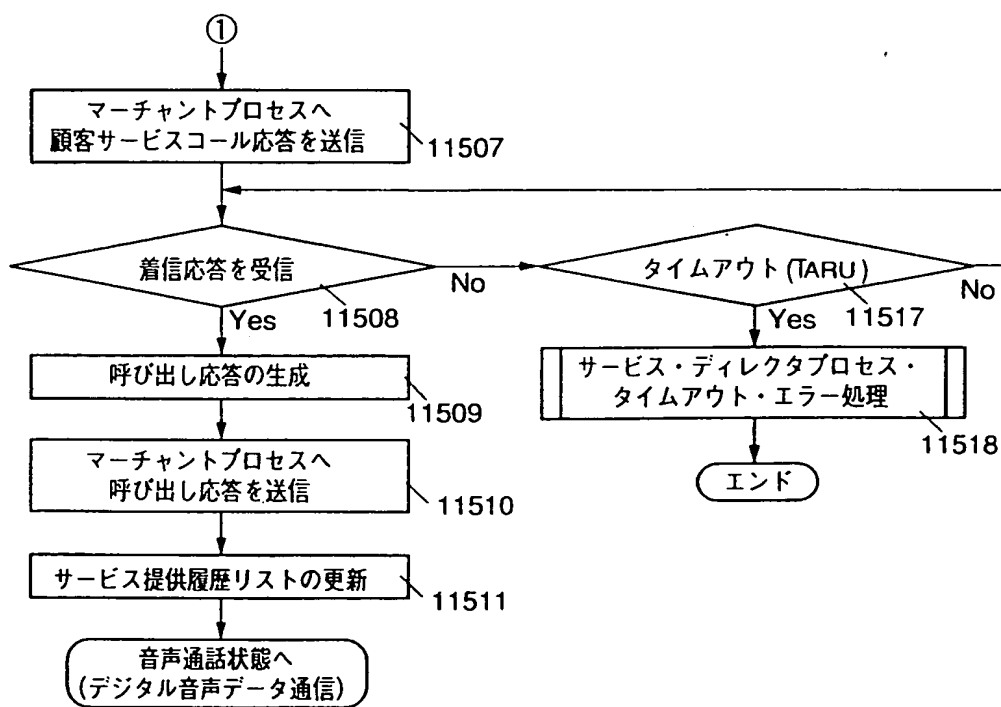 ①
マーチャントプロセスへ
顧客サービスコール応答を送信
11507
着信応答を受信
11508
No
Yes
タイムアウト(TARU)
11517
No
Yes
呼び出し応答の生成
11509
サービス・ディレクタプロセス・
タイムアウト・エラー処理
11518
エンド
マーチャントプロセスへ
呼び出し応答を送信
11510
サービス提供履歴リストの更新
11511
音声通話状態へ
(デジタル音声データ通信)